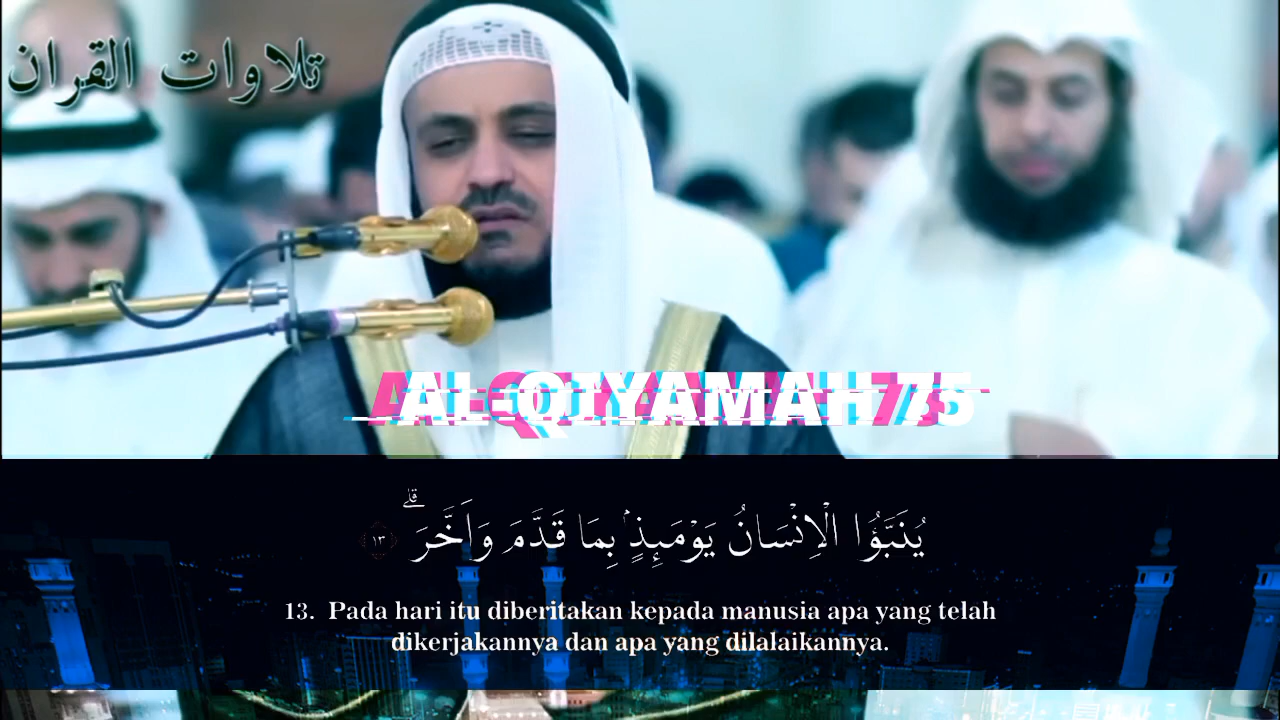 تلاوات القران
AL-QIYAMAH 75
يُنَبَّؤُا الْاِنْسَانُ يَوْمَىِٕذٍۢ بِمَا قَدَّمَ وَاَخَّرَۗ ١٣
13. Pada hari itu diberitakan kepada manusia apa yang telah
dikerjakannya dan apa yang dilalaikannya.